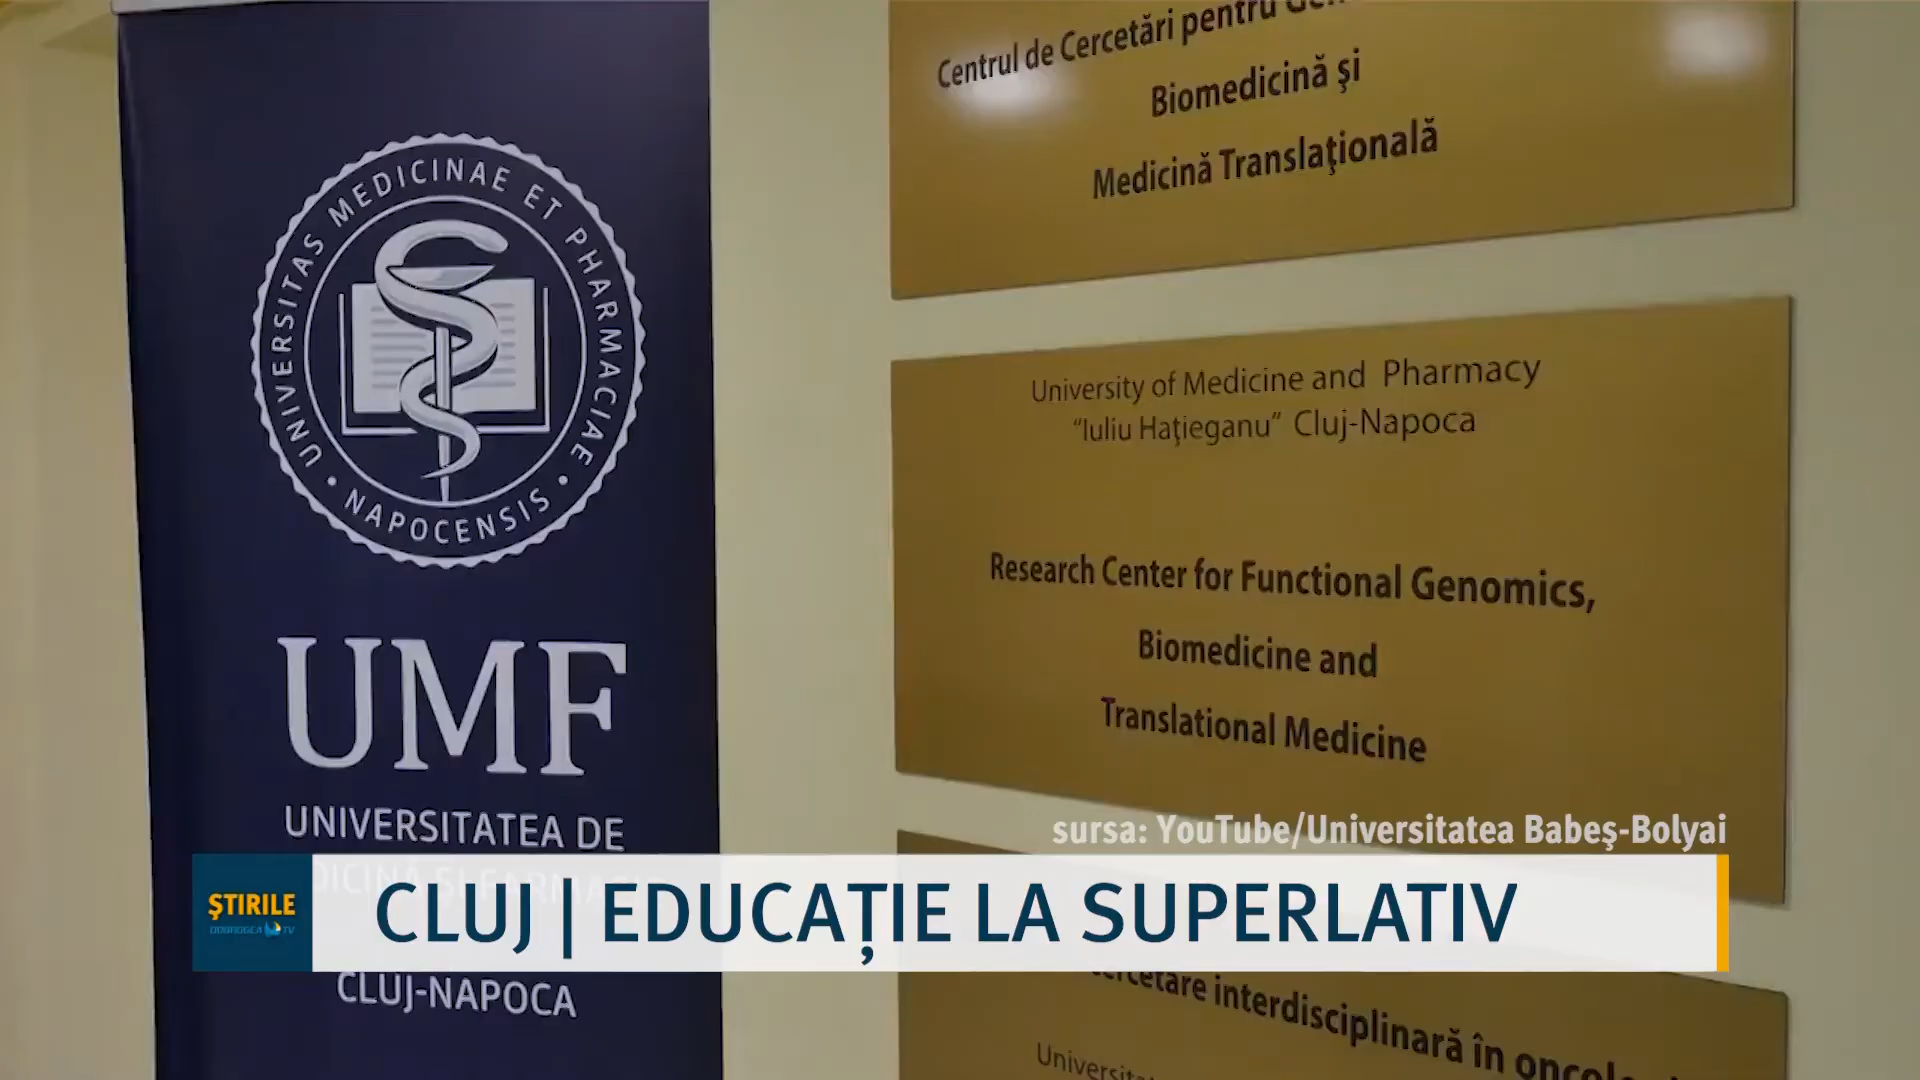 UNIVERSITAS MEDICINAE ET PHARMACIAE
• NAPOCENSIS •
UMF
UNIVERSITATEA DE
CLUJ-NAPOCA
Centrul de Cercetări pentru
Biomedicină şi
Medicină Translaţională
University of Medicine and Pharmacy
“Iuliu Haţieganu” Cluj-Napoca
Research Center for Functional Genomics,
Biomedicine and
Translational Medicine
interdisciplinară în
sursa: YouTube/Universitatea Babeş-Bolyai
ŞTIRILE
DOBROGEA TV
CLUJ | EDUCAȚIE LA SUPERLATIV